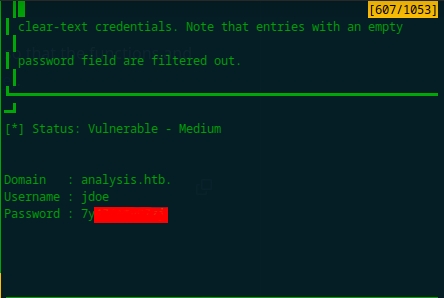 [607/1053]
clear-text credentials. Note that entries with an empty
password field are filtered out.
[*] Status: Vulnerable - Medium
Domain   : analysis.htb.
Username : jdoe
Password : 7y